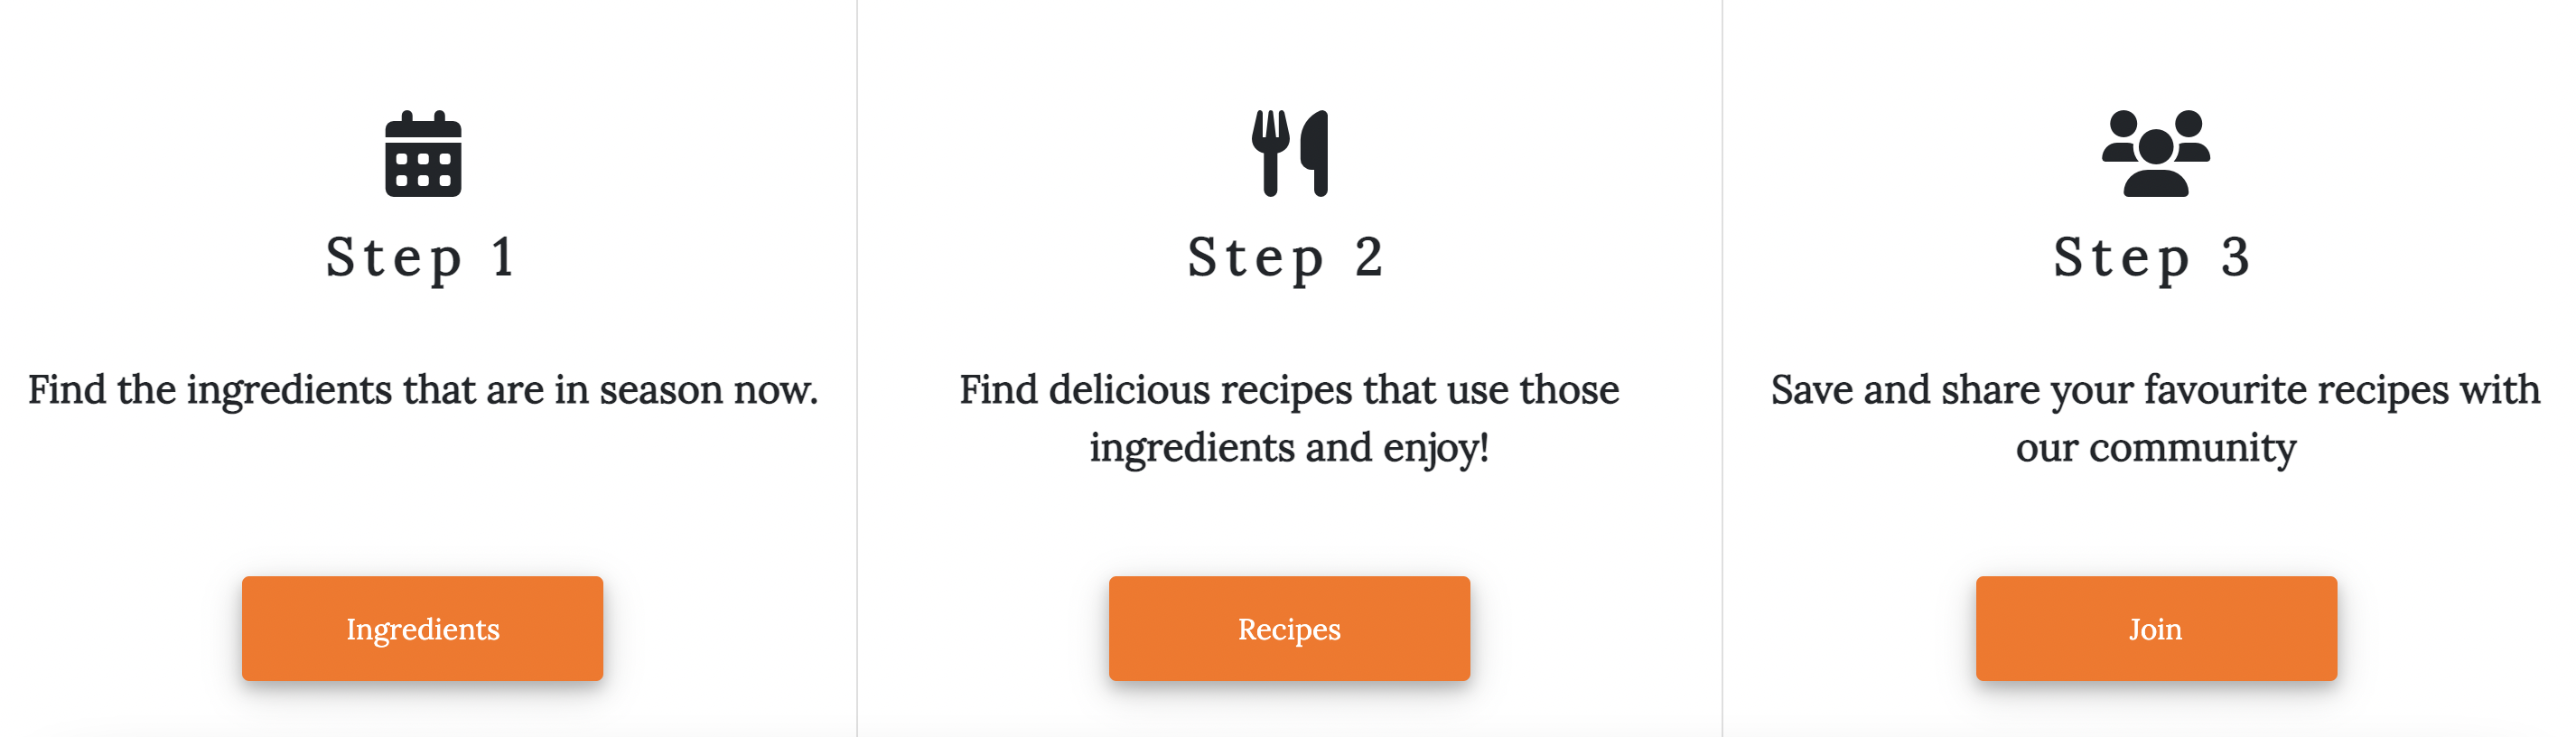 Step 1
Find the ingredients that are in season now.
Ingredients
Step 2
Find delicious recipes that use those
ingredients and enjoy!
Recipes
Step 3
Save and share your favourite recipes with
our community
Join